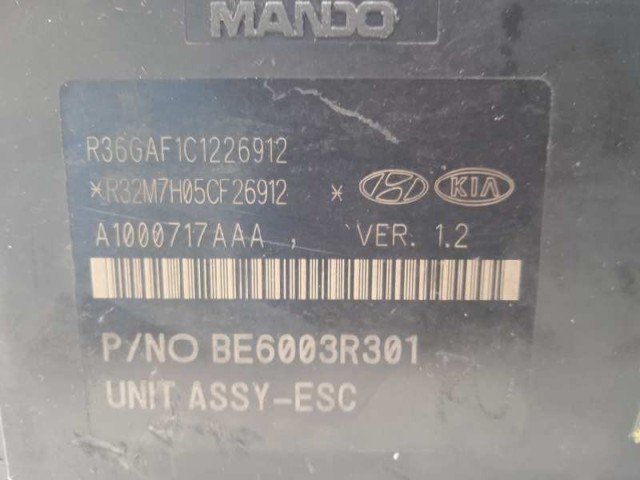 MANDO
R36GAF1C1226912
*R32M7H05CF26912 * KIA
A1000717AAA , VER. 1.2
P/NO BE6003R301
UNIT ASSY-ESC